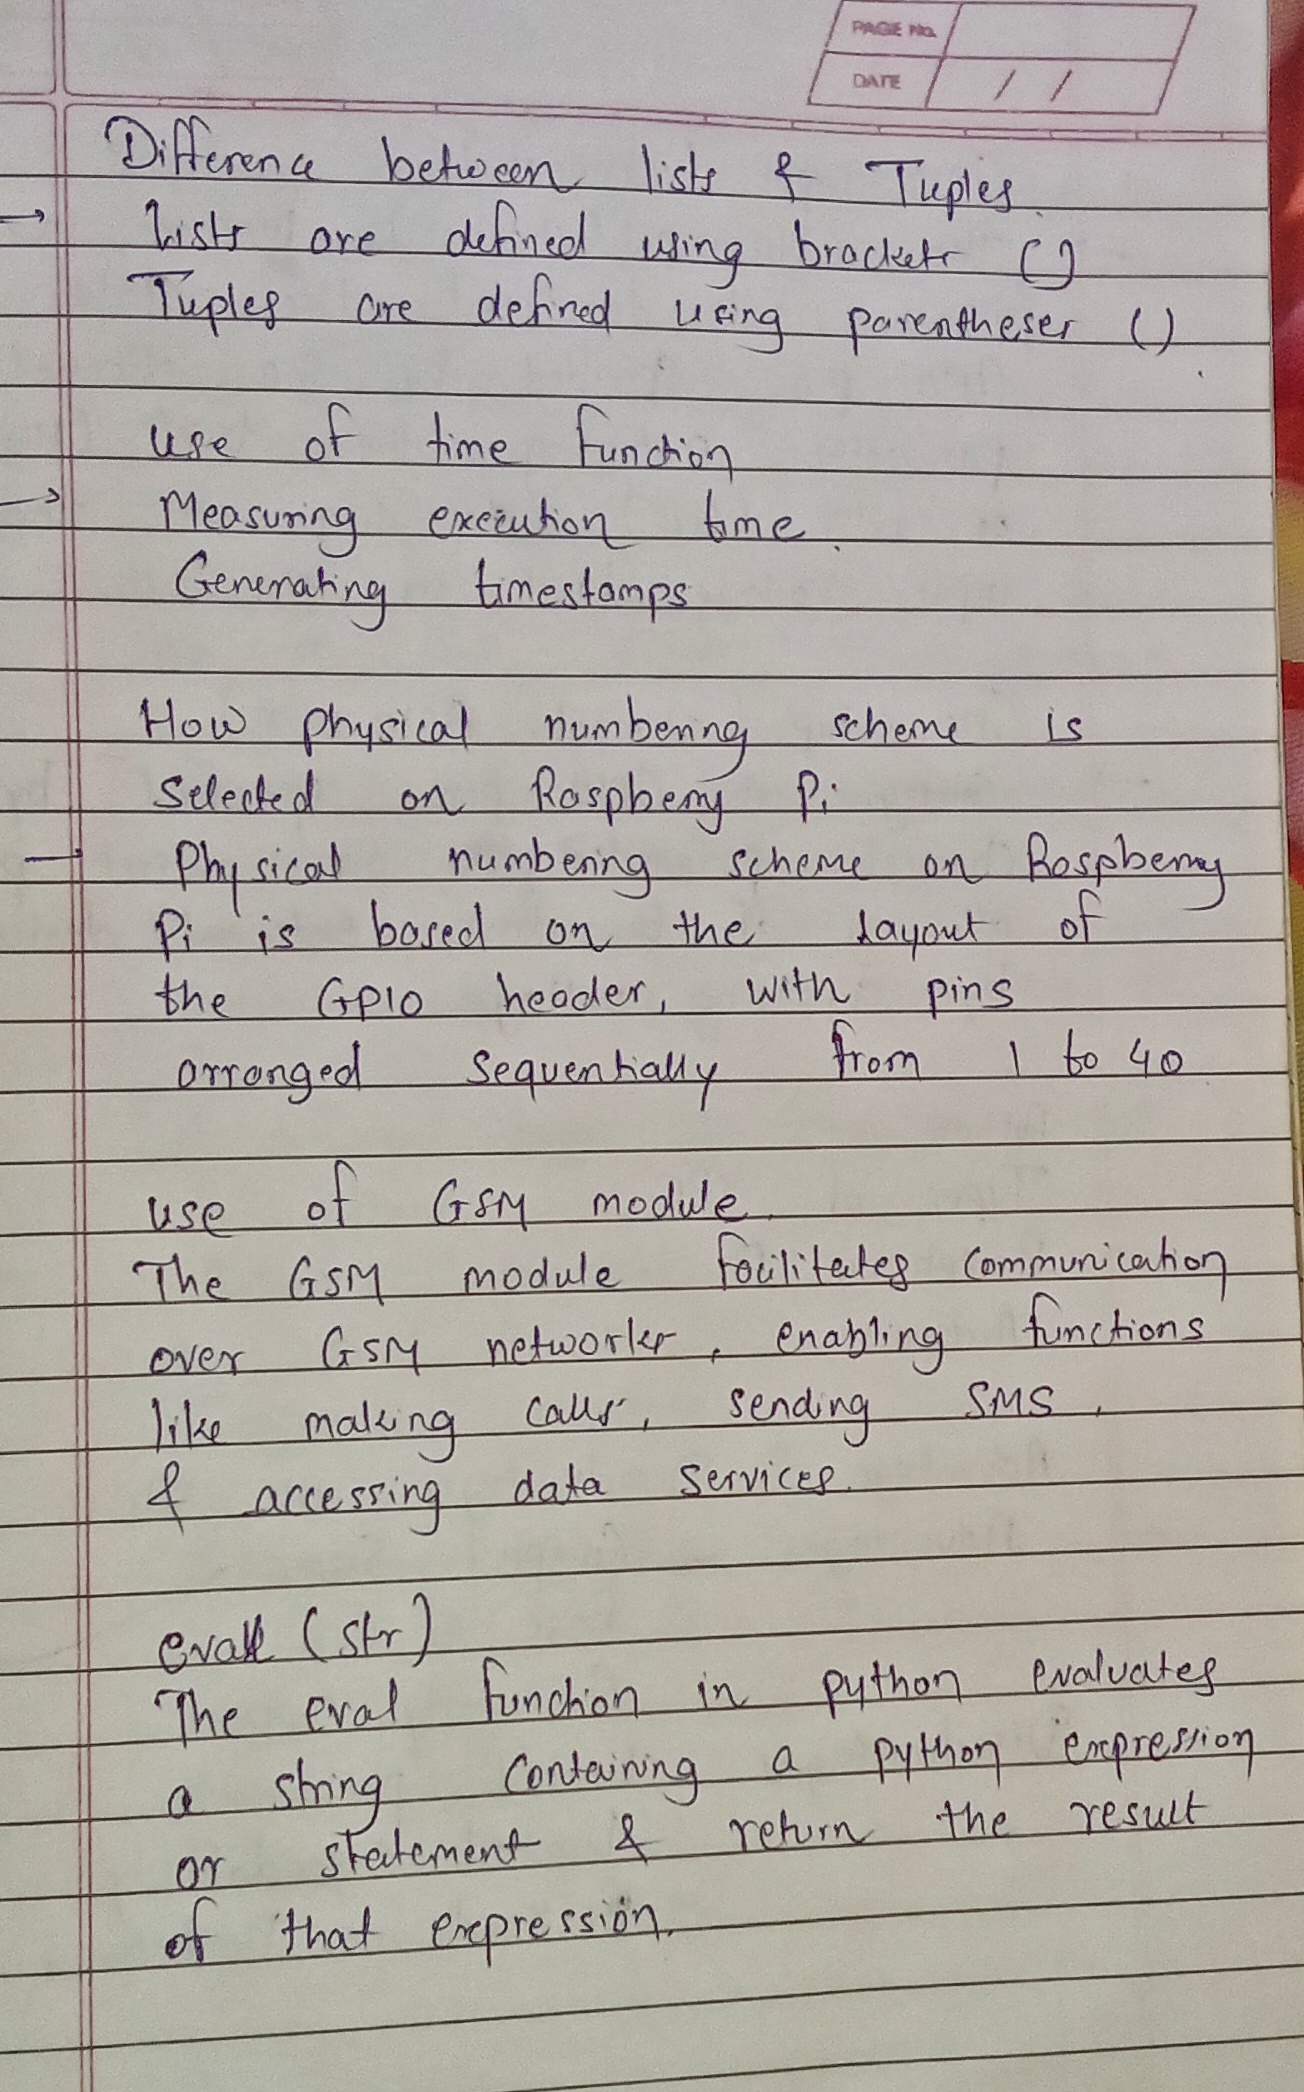 PAGE No.
DATE / /
Difference between lists & Tuples
→ Lists are defined using brackets []
Tuples are defined using parentheses ()
use of time function
→ Measuring execution time.
Generating timestamps
How physical numbering scheme is
selected on Raspberry Pi
→ Physical numbering scheme on Raspberry
Pi is based on the layout of
the GPIO header, with pins
arranged sequentially from 1 to 40
use of GSM module.
The GSM module facilitates communication
over GSM networks, enabling functions
like making calls, sending SMS,
& accessing data services.
eval (str)
The eval function in python evaluates
a string containing a python expression
or statement & return the result
of that expression.